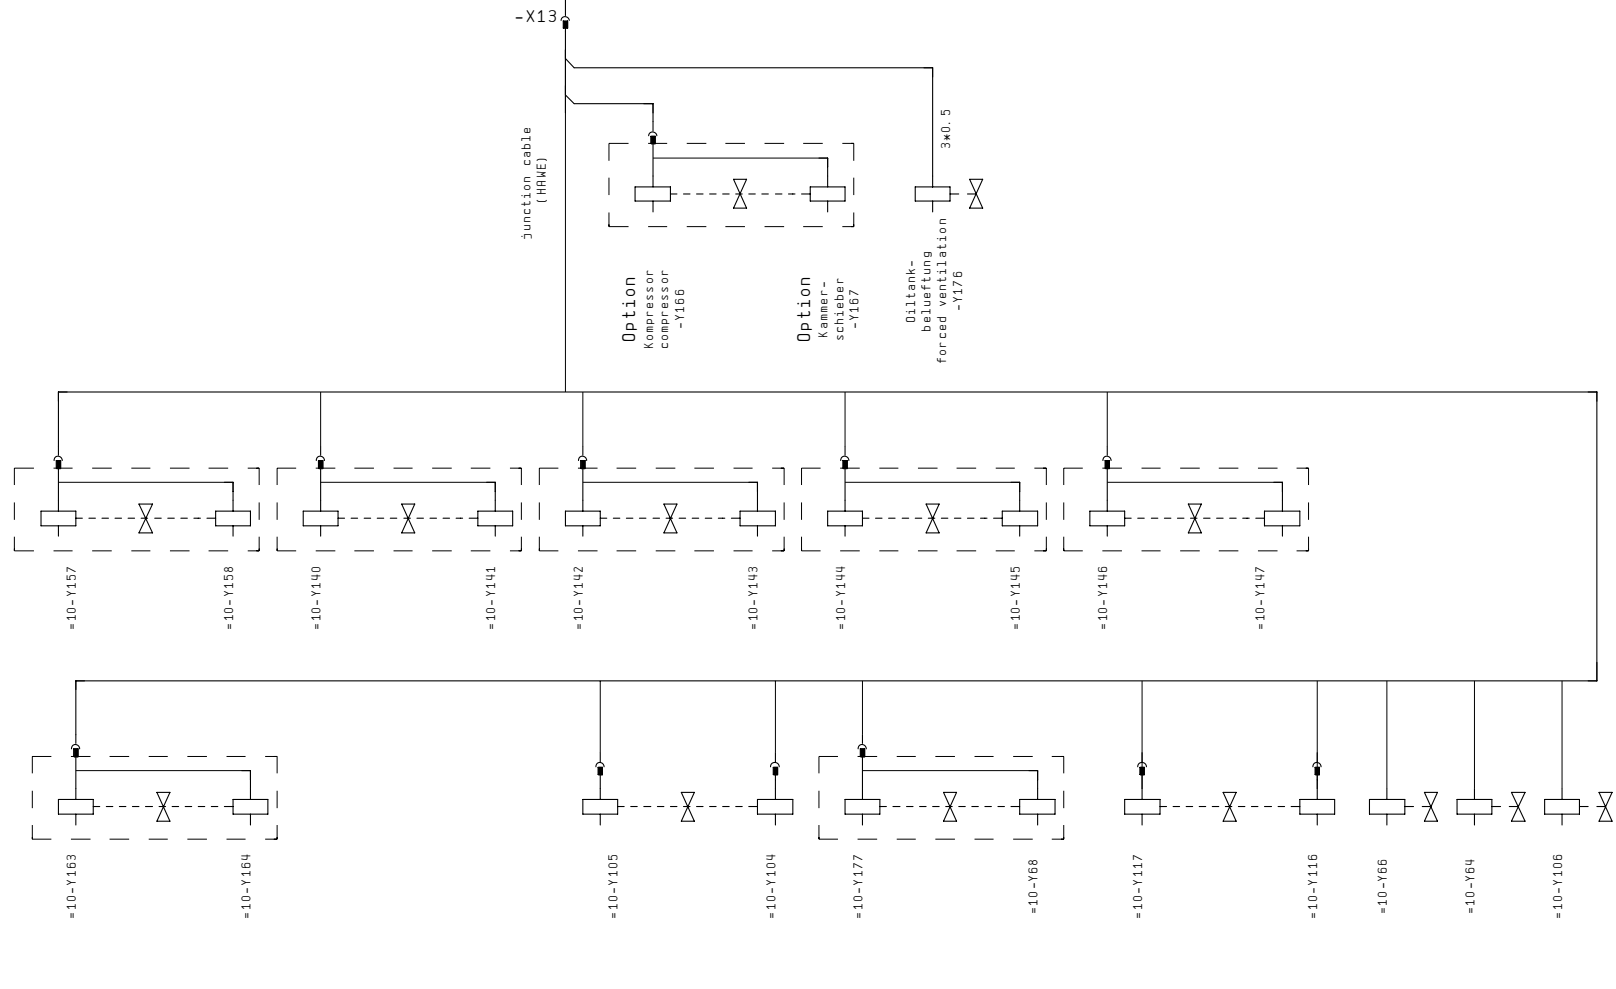 -X13
junction cable
(HAWE)
3*0.5
Option
Kompressor
compressor
-Y166
Option
Kammer-
schieber
-Y167
Oiltank-
belueftung
forced ventilation
-Y176
=10-Y157
=10-Y158
=10-Y140
=10-Y141
=10-Y142
=10-Y143
=10-Y144
=10-Y145
=10-Y146
=10-Y147
=10-Y163
=10-Y164
=10-Y105
=10-Y104
=10-Y177
=10-Y68
=10-Y117
=10-Y116
=10-Y66
=10-Y64
=10-Y106